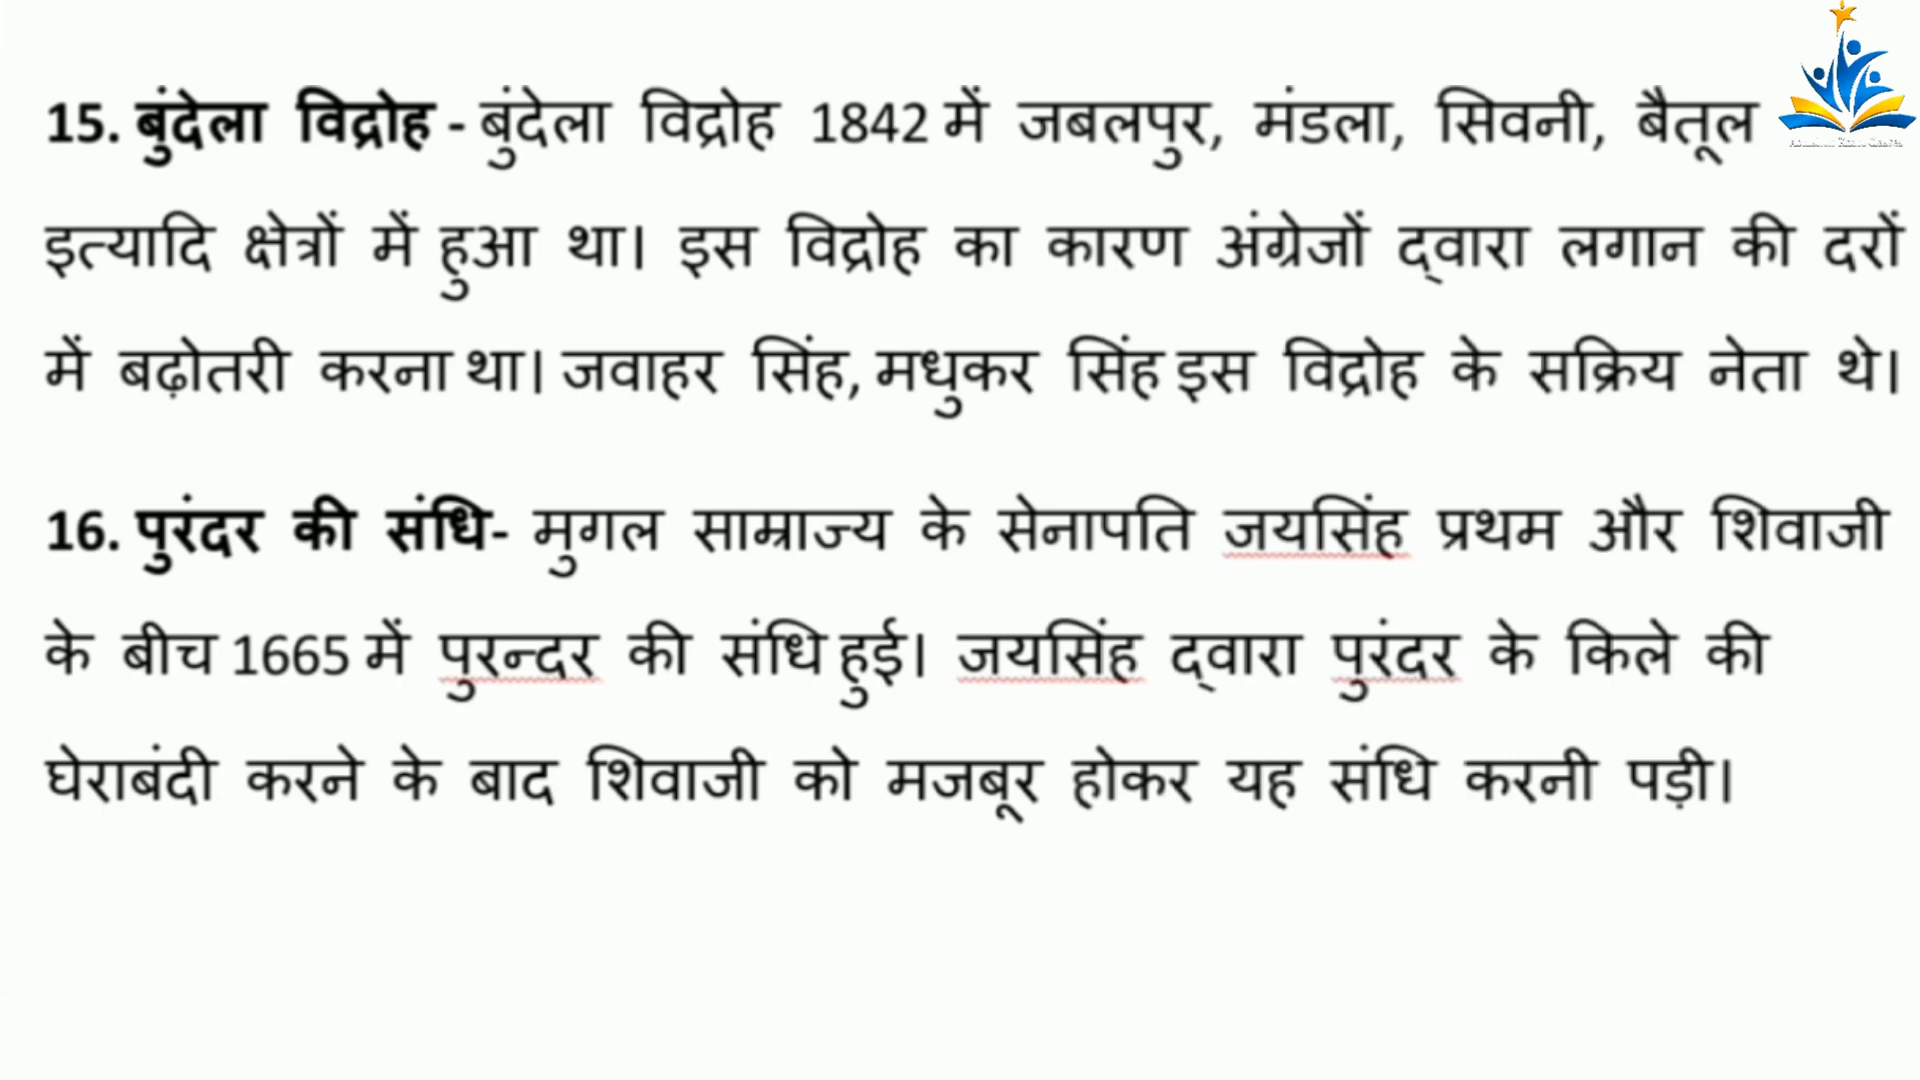 15. बुंदेला विद्रोह - बुंदेला विद्रोह 1842 में जबलपुर, मंडला, सिवनी, बैतूल
इत्यादि क्षेत्रों में हुआ था। इस विद्रोह का कारण अंग्रेजों द्वारा लगान की दरों
में बढ़ोतरी करना था। जवाहर सिंह, मधुकर सिंह इस विद्रोह के सक्रिय नेता थे।
16. पुरंदर की संधि- मुगल साम्राज्य के सेनापति जयसिंह प्रथम और शिवाजी
के बीच 1665 में पुरन्दर की संधि हुई। जयसिंह द्वारा पुरंदर के किले की
घेराबंदी करने के बाद शिवाजी को मजबूर होकर यह संधि करनी पड़ी।